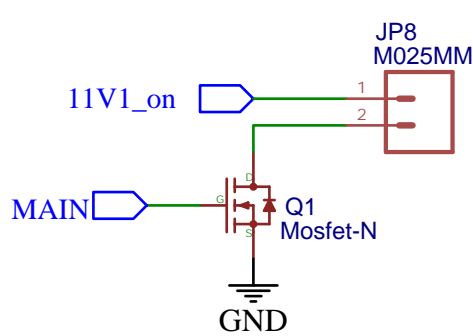 JP8
M025MM
11V1_on
1
2
D
MAIN
G
Q1
Mosfet-N
S
GND